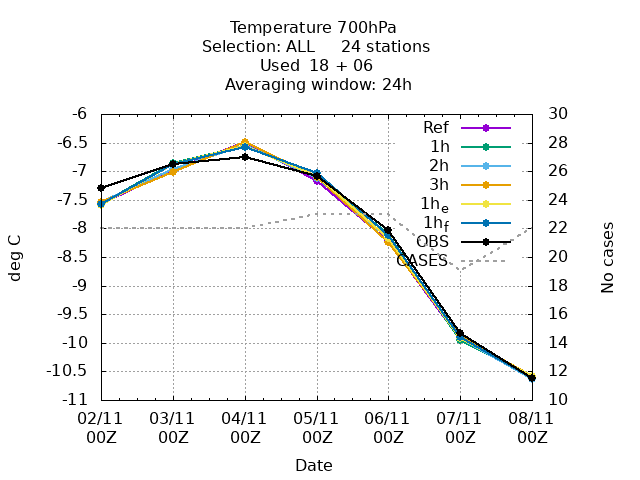 Temperature 700hPa
Selection: ALL 24 stations
Used 18 + 06
Averaging window: 24h
-6
-6.5
-7
-7.5
-8
-8.5
-9
-9.5
-10
-10.5
-11
30
28
26
24
22
20
18
16
14
12
10
Ref
1h
2h
3h
1he
1hf
OBS
CASES
deg C
No cases
02/11 03/11 04/11 05/11 06/11 07/11 08/11
00Z 00Z 00Z 00Z 00Z 00Z 00Z
Date